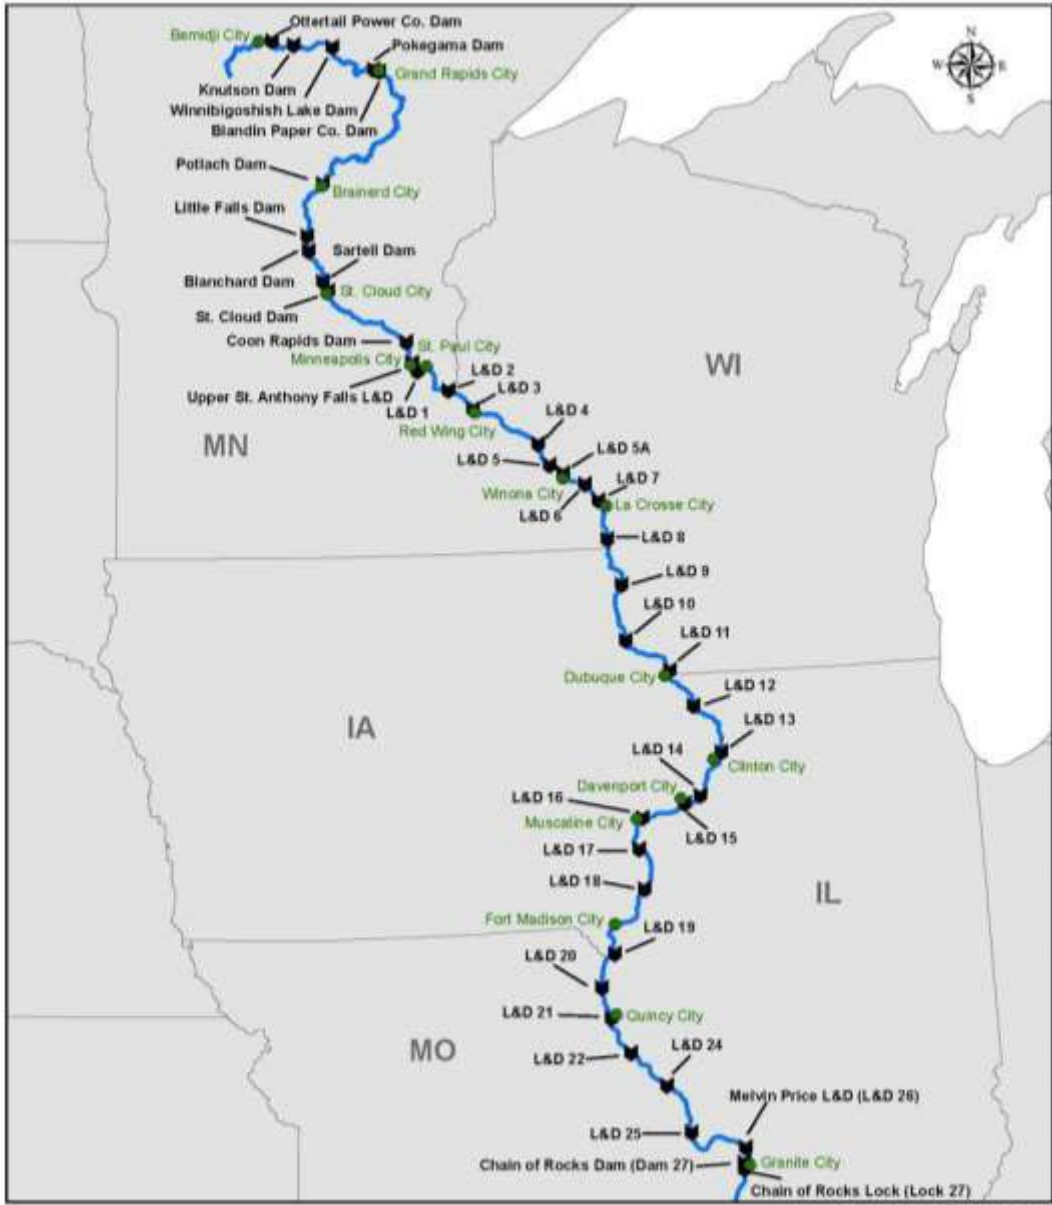 Ottertail Power Co. Dam
Bemidji City
Pokegama Dam
Grand Rapids City
Knutson Dam
Winnibigoshish Lake Dam
Blandin Paper Co. Dam
N
W
E
S
Potlach Dam
Brainerd City
Little Falls Dam
Sartell Dam
Blanchard Dam
St. Cloud City
St. Cloud Dam
Coon Rapids Dam
St. Paul City
Minneapolis City
L&D 2
Upper St. Anthony Falls L&D
L&D 3
L&D 1
Red Wing City
L&D 4
WI
MN
L&D 5A
L&D 5
L&D 7
Winona City
La Crosse City
L&D 6
L&D 8
L&D 9
L&D 10
L&D 11
Dubuque City
L&D 12
L&D 13
IA
L&D 14
Clinton City
Davenport City
L&D 16
Muscatine City
L&D 15
L&D 17
L&D 18
IL
Fort Madison City
L&D 19
L&D 20
L&D 21
Quincy City
MO
L&D 24
L&D 22
Melvin Price L&D (L&D 26)
L&D 25
Chain of Rocks Dam (Dam 27)
Granite City
Chain of Rocks Lock (Lock 27)